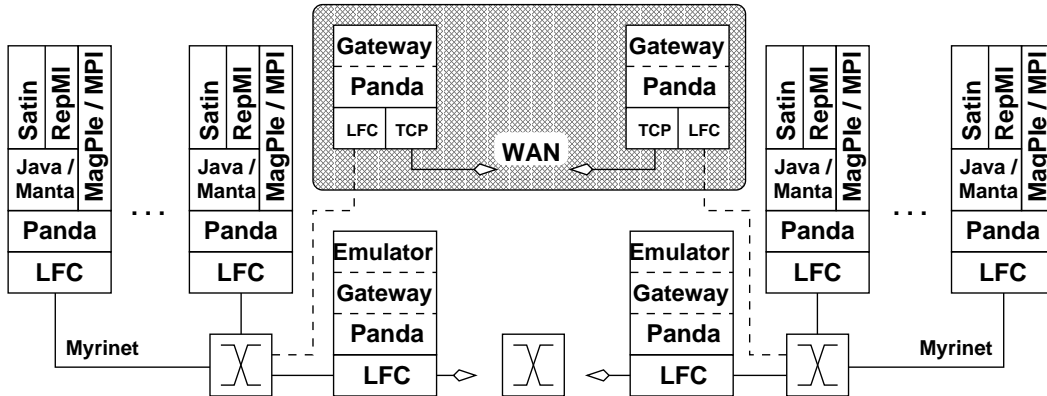 Satin
RepMI
MagPIe / MPI
Java /
Manta
Panda
LFC
. . .
Satin
RepMI
MagPIe / MPI
Java /
Manta
Panda
LFC
Gateway
Panda
LFC
TCP
WAN
Gateway
Panda
TCP
LFC
Satin
RepMI
MagPIe / MPI
Java /
Manta
Panda
LFC
. . .
Satin
RepMI
MagPIe / MPI
Java /
Manta
Panda
LFC
Myrinet
Emulator
Gateway
Panda
LFC
Emulator
Gateway
Panda
LFC
Myrinet